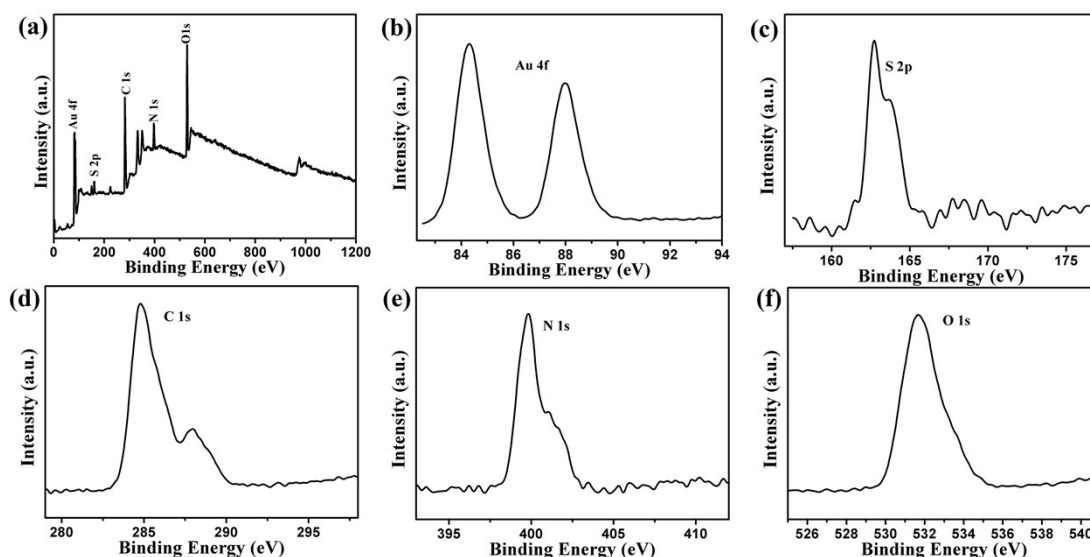 (a)
Intensity (a.u.)
Au 4f
S 2p
C 1s
N 1s
O1s
0 200 400 600 800 1000 1200
Binding Energy (eV)
(b)
Intensity (a.u.)
Au 4f
84 86 88 90 92 94
Binding Energy (eV)
(c)
Intensity (a.u.)
S 2p
160 165 170 175
Binding Energy (eV)
(d)
Intensity (a.u.)
C 1s
280 285 290 295
Binding Energy (eV)
(e)
Intensity (a.u.)
N 1s
395 400 405 410
Binding Energy (eV)
(f)
Intensity (a.u.)
O 1s
526 528 530 532 534 536 538 540
Binding Energy (eV)